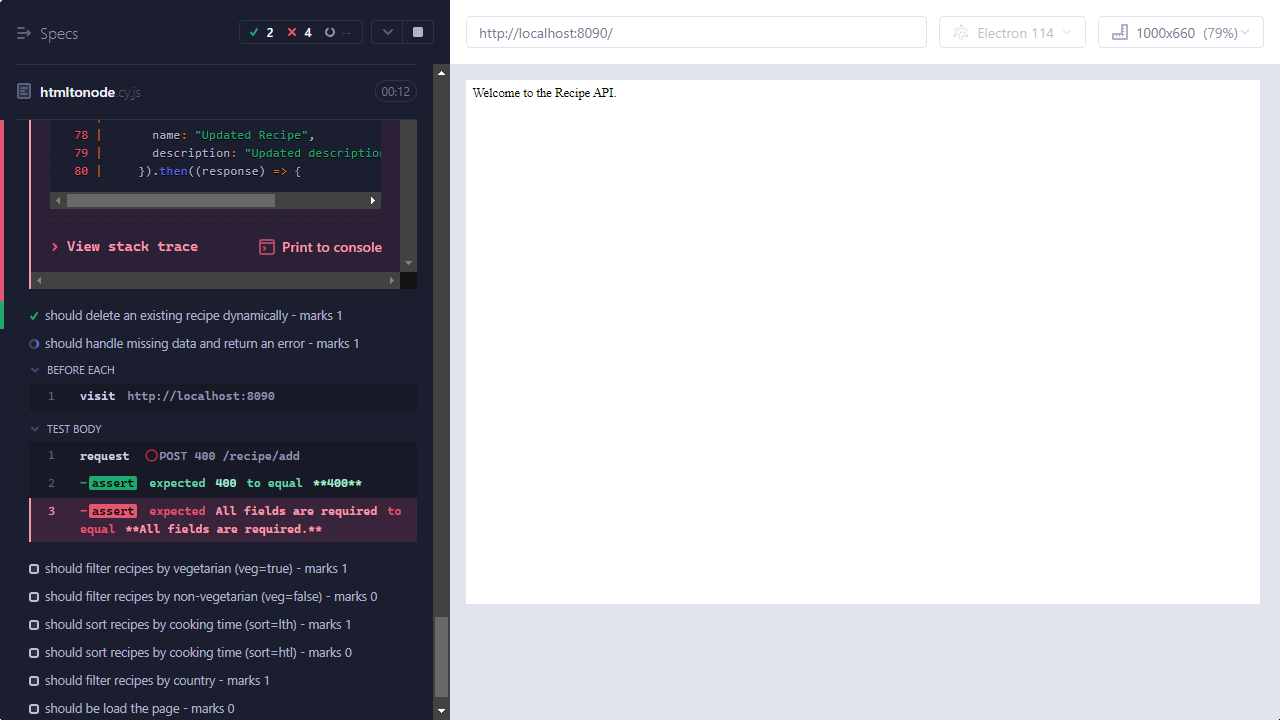 Specs
2
4
--
htmltonode.cy.js
00:12
78 | name: "Updated Recipe",
79 | description: "Updated description
80 | }).then((response) => {
View stack trace
Print to console
should delete an existing recipe dynamically - marks 1
should handle missing data and return an error - marks 1
BEFORE EACH
1 visit http://localhost:8090
TEST BODY
1 request POST 400 /recipe/add
2 -assert expected 400 to equal **400**
3 -assert expected All fields are required to
equal **All fields are required.**
should filter recipes by vegetarian (veg=true) - marks 1
should filter recipes by non-vegetarian (veg=false) - marks 0
should sort recipes by cooking time (sort=lth) - marks 1
should sort recipes by cooking time (sort=htl) - marks 0
should filter recipes by country - marks 1
should be load the page - marks 0
http://localhost:8090/
Electron 114
1000x660 (79%)
Welcome to the Recipe API.